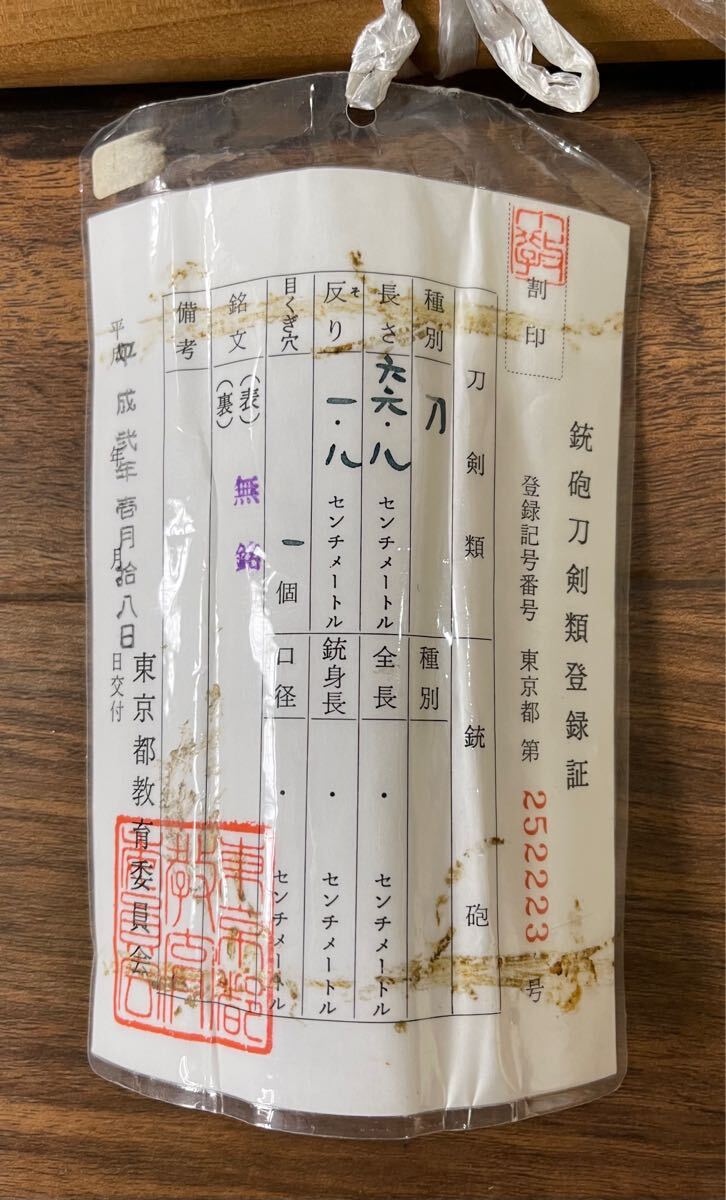 割印
銃砲刀剣類登録証
登録記号番号 東京都 第 252223 号
刀剣類
銃砲
種別 刀
種別
長さ 六六・八 センチメートル
全長 ・ センチメートル
反り そ 一・八 センチメートル
銃身長 ・ センチメートル
目くぎ穴 一個
口径 ・ センチメートル
銘文 (表) 無銘
(裏)
備考
平成弐年壱月拾八日
年 月 日交付
東京都教育委員会